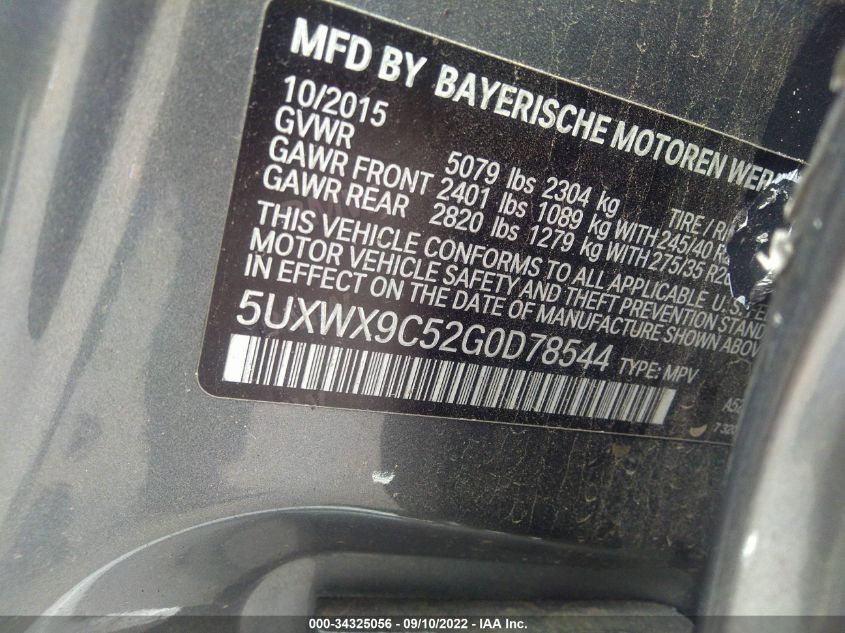 MFD BY BAYERISCHE MOTOREN
10/2015
GVWR 5079 lbs 2304 kg
GAWR FRONT 2401 lbs 1089 kg WITH 245/40 TIRE /
GAWR REAR 2820 lbs 1279 kg WITH 275/35
THIS VEHICLE CONFORMS TO ALL APPLICABLE U.S.
MOTOR VEHICLE SAFETY AND THEFT PREVENTION
IN EFFECT ON THE DATE OF MANUFACTURE SHOWN ABOVE
5UXWX9C52G0D78544 TYPE: MPV
000-34325056 - 09/10/2022 - IAA Inc.